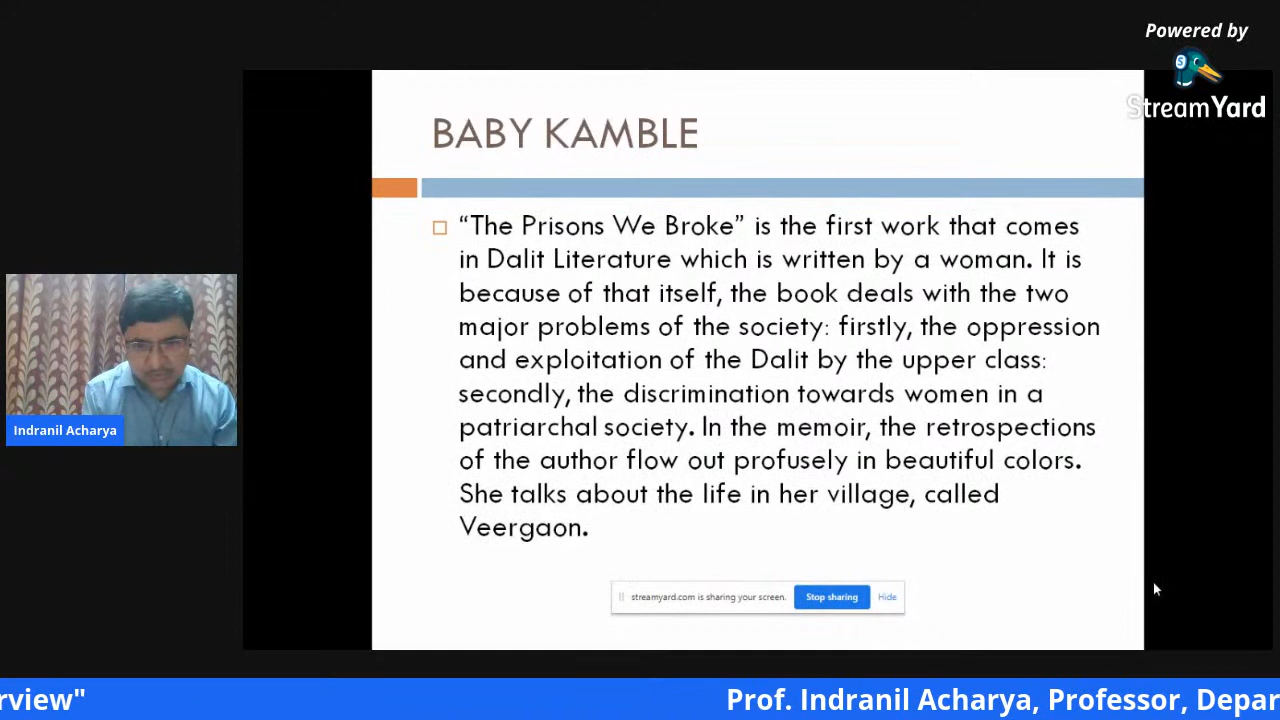 Powered by
StreamYard
BABY KAMBLE
“The Prisons We Broke” is the first work that comes
in Dalit Literature which is written by a woman. It is
because of that itself, the book deals with the two
major problems of the society: firstly, the oppression
and exploitation of the Dalit by the upper class:
secondly, the discrimination towards women in a
patriarchal society. In the memoir, the retrospections
of the author flow out profusely in beautiful colors.
She talks about the life in her village, called
Veergaon.
Indranil Acharya
streamyard.com is sharing your screen. Stop sharing Hide
rview" Prof. Indranil Acharya, Professor, Depar